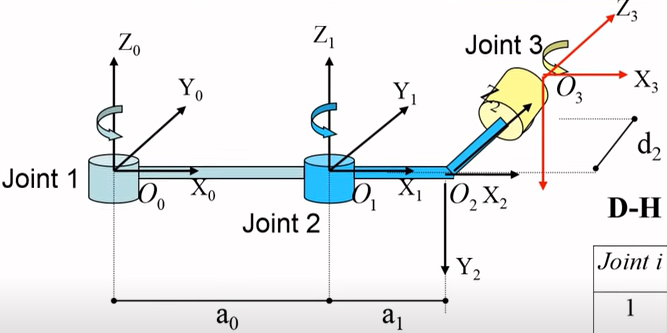 Z₃
Z₀
Z₁
Joint 3
Y₀
Y₁
Z₂
O₃
X₃
d₂
Joint 1
O₀
X₀
Joint 2
O₁
X₁
O₂
X₂
D-H
Y₂
Joint i
1
a₀
a₁